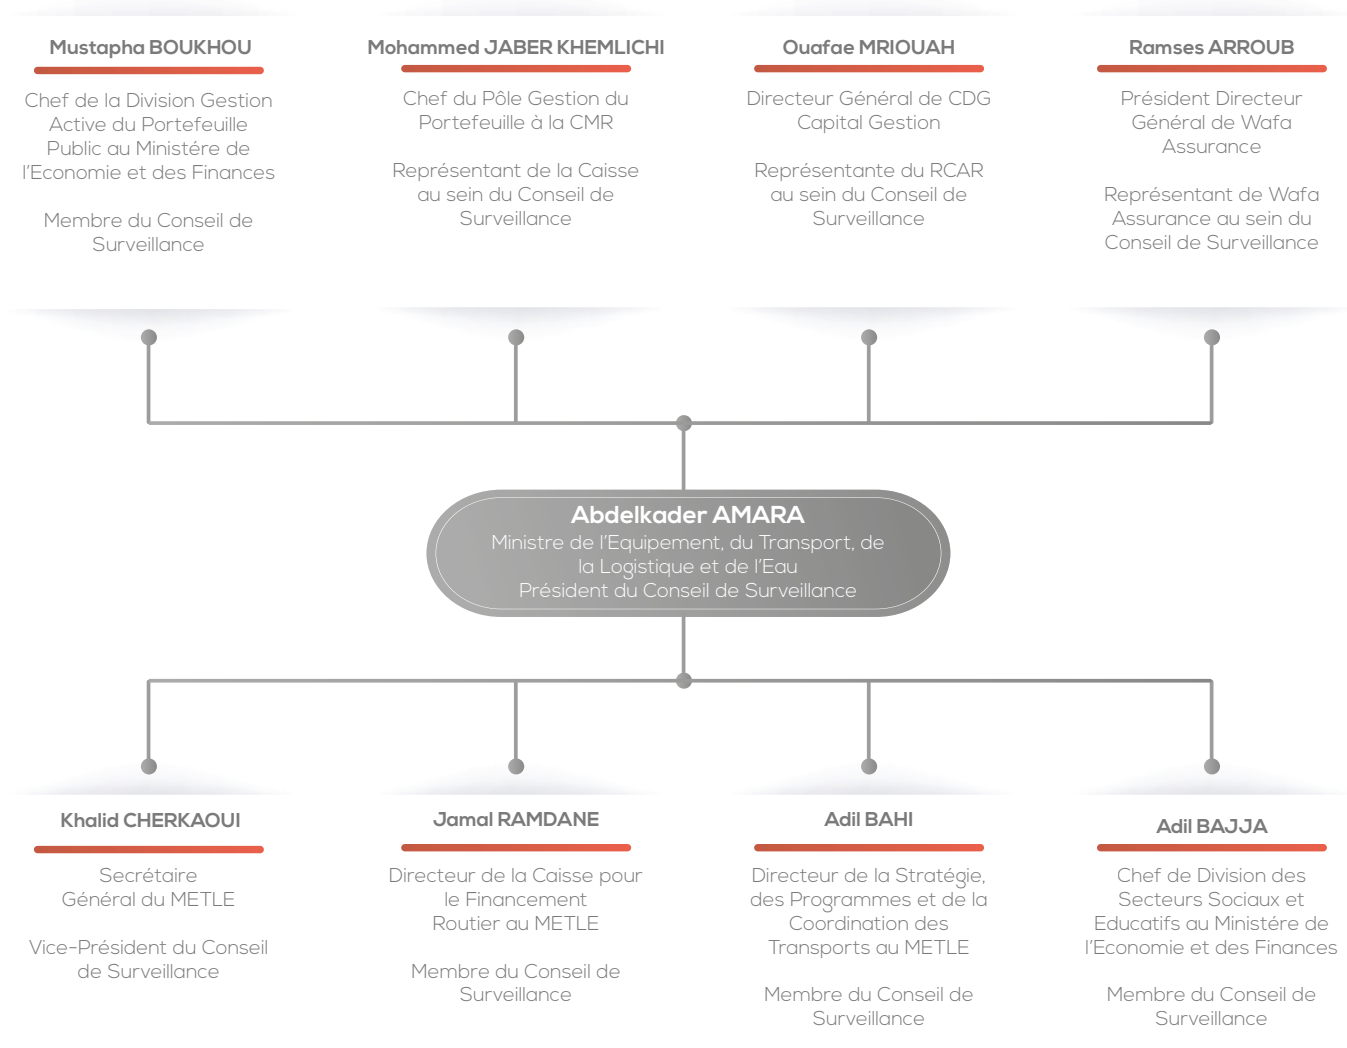 Mustapha BOUKHOU
Chef de la Division Gestion
Active du Portefeuille
Public au Ministére de
l'Economie et des Finances
Membre du Conseil de
Surveillance
Mohammed JABER KHEMLICHI
Chef du Pôle Gestion du
Portefeuille à la CMR
Représentant de la Caisse
au sein du Conseil de
Surveillance
Ouafae MRIOUAH
Directeur Général de CDG
Capital Gestion
Représentante du RCAR
au sein du Conseil de
Surveillance
Ramses ARROUB
Président Directeur
Général de Wafa
Assurance
Représentant de Wafa
Assurance au sein du
Conseil de Surveillance
Abdelkader AMARA
Ministre de l'Equipement, du Transport, de
la Logistique et de l'Eau
Président du Conseil de Surveillance
Khalid CHERKAOUI
Secrétaire
Général du METLE
Vice-Président du Conseil
de Surveillance
Jamal RAMDANE
Directeur de la Caisse pour
le Financement
Routier au METLE
Membre du Conseil de
Surveillance
Adil BAHI
Directeur de la Stratégie,
des Programmes et de la
Coordination des
Transports au METLE
Membre du Conseil de
Surveillance
Adil BAJJA
Chef de Division des
Secteurs Sociaux et
Educatifs au Ministére de
l'Economie et des Finances
Membre du Conseil de
Surveillance